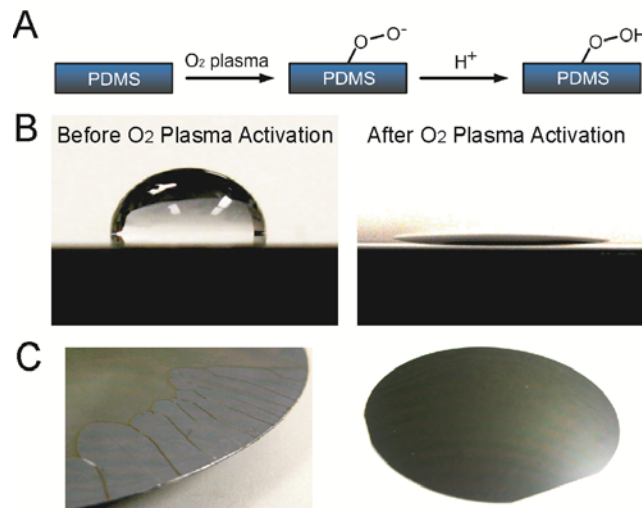 A
PDMS
O₂ plasma
O O⁻
PDMS
H⁺
O OH
PDMS
B
Before O₂ Plasma Activation
After O₂ Plasma Activation
C